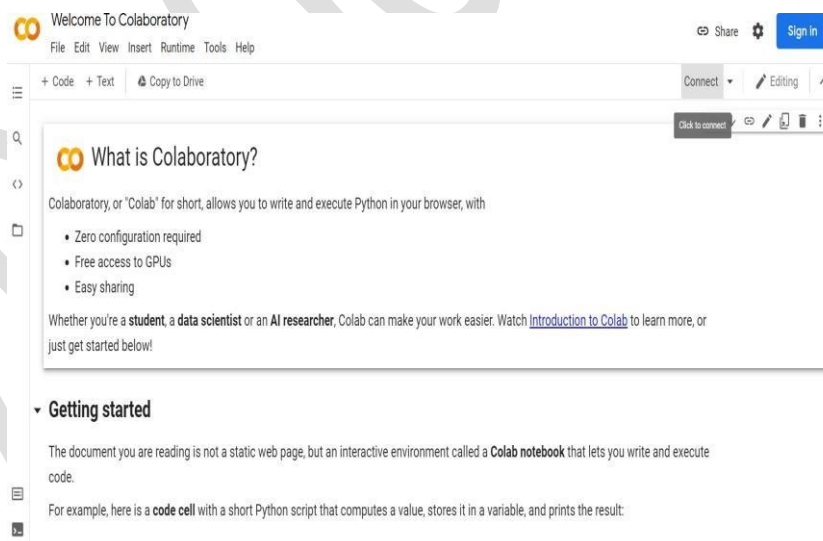 Welcome To Colaboratory
File Edit View Insert Runtime Tools Help
Share
Sign in
+ Code + Text Copy to Drive
Connect
Editing
Click to connect
What is Colaboratory?
Colaboratory, or "Colab" for short, allows you to write and execute Python in your browser, with
• Zero configuration required
• Free access to GPUs
• Easy sharing
Whether you're a student, a data scientist or an AI researcher, Colab can make your work easier. Watch Introduction to Colab to learn more, or
just get started below!
Getting started
The document you are reading is not a static web page, but an interactive environment called a Colab notebook that lets you write and execute
code.
For example, here is a code cell with a short Python script that computes a value, stores it in a variable, and prints the result: